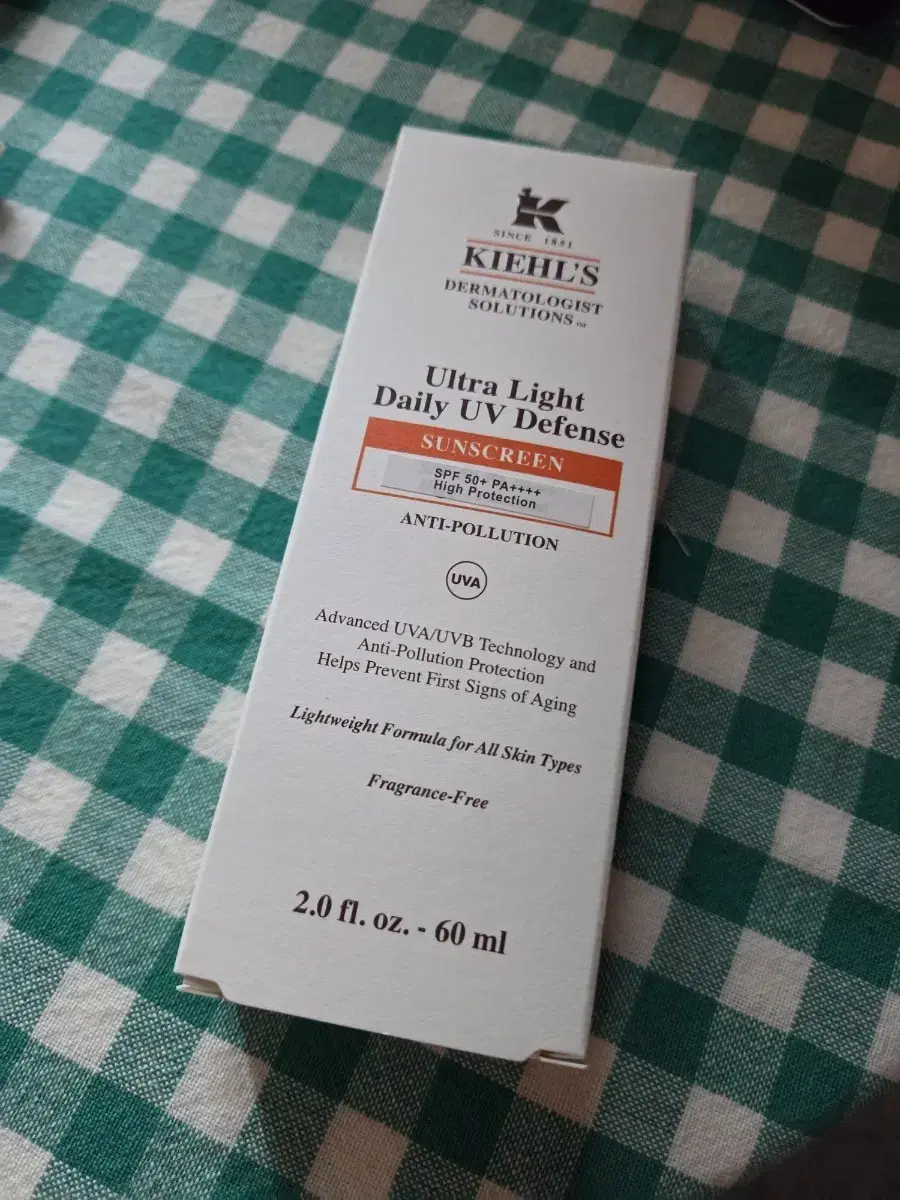 SINCE 1851
KIEHL'S
DERMATOLOGIST
SOLUTIONS™
Ultra Light
Daily UV Defense
SUNSCREEN
SPF 50+ PA++++
High Protection
ANTI-POLLUTION
UVA
Advanced UVA/UVB Technology and
Anti-Pollution Protection
Helps Prevent First Signs of Aging
Lightweight Formula for All Skin Types
Fragrance-Free
2.0 fl. oz. - 60 ml